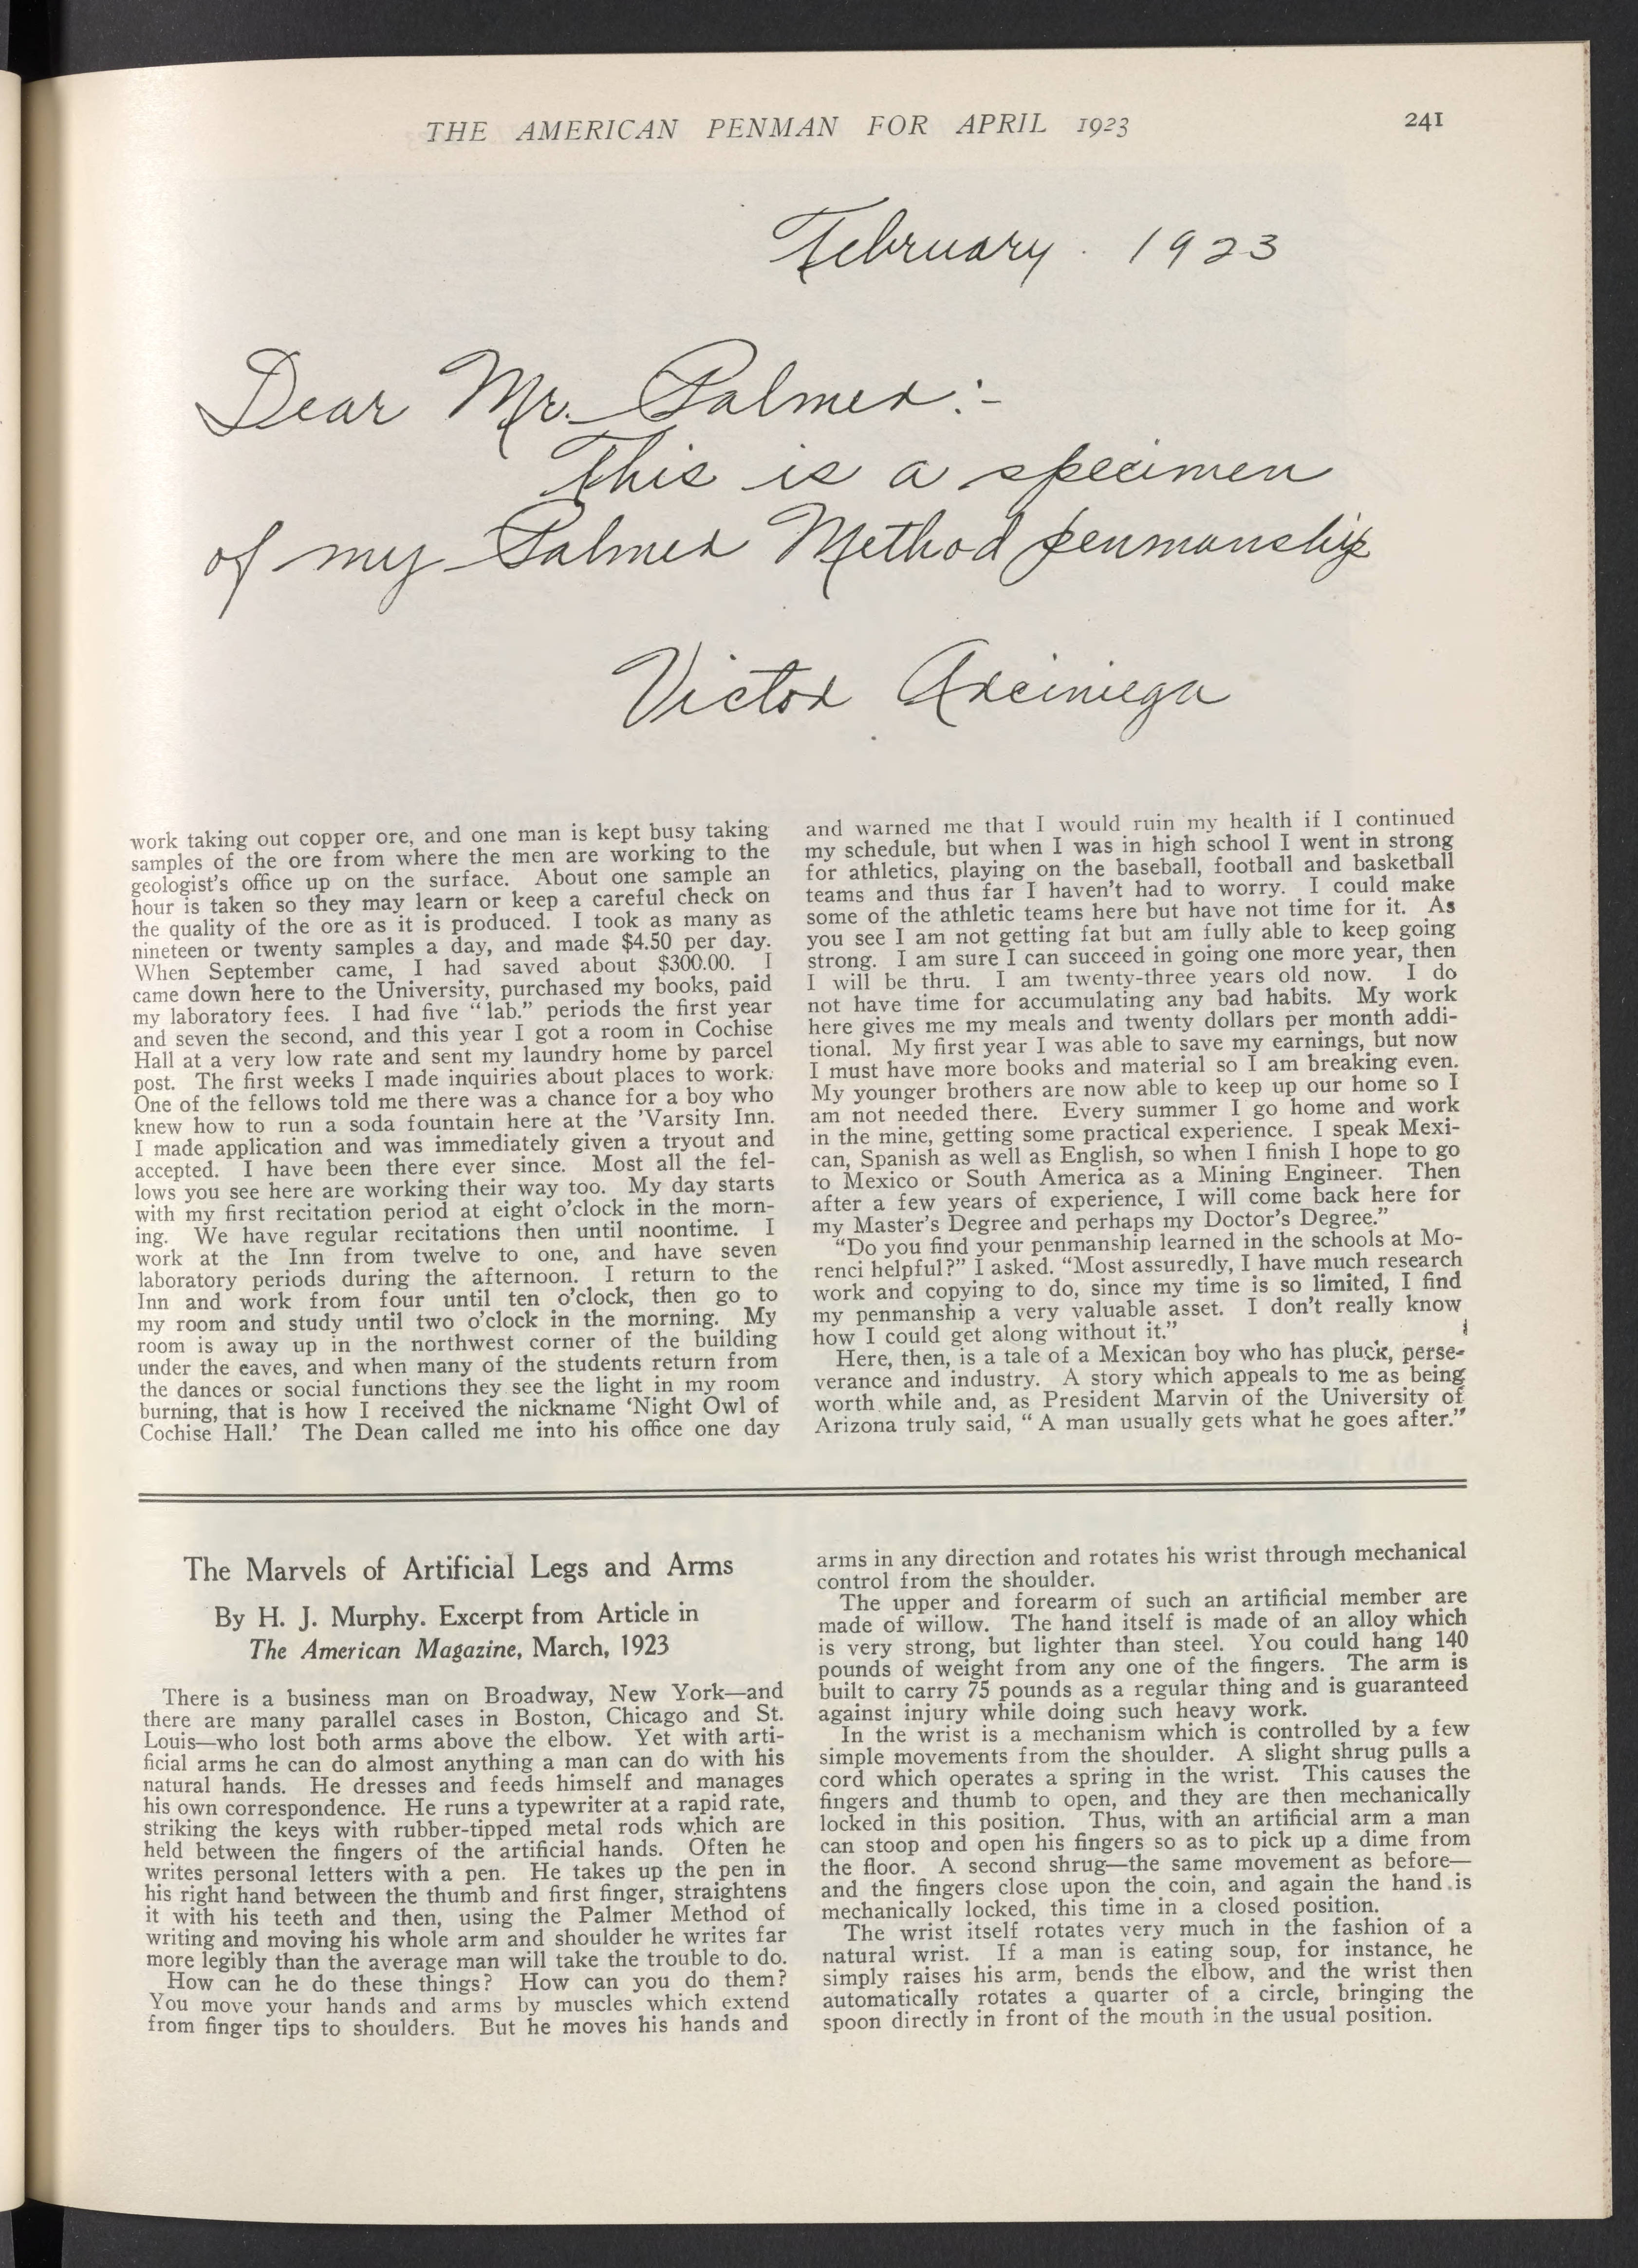 THE AMERICAN PENMAN FOR APRIL 1923
241
February. 1923
Dear Mr. Palmer:-
This is a specimen
of my Palmer Method penmanship
Victor Arciniega
work taking out copper ore, and one man is kept busy taking
samples of the ore from where the men are working to the
geologist's office up on the surface. About one sample an
hour is taken so they may learn or keep a careful check on
the quality of the ore as it is produced. I took as many as
nineteen or twenty samples a day, and made $4.50 per day.
When September came, I had saved about $300.00. I
came down here to the University, purchased my books, paid
my laboratory fees. I had five "lab." periods the first year
and seven the second, and this year I got a room in Cochise
Hall at a very low rate and sent my laundry home by parcel
post. The first weeks I made inquiries about places to work.
One of the fellows told me there was a chance for a boy who
knew how to run a soda fountain here at the 'Varsity Inn.
I made application and was immediately given a tryout and
accepted. I have been there ever since. Most all the fel-
lows you see here are working their way too. My day starts
with my first recitation period at eight o'clock in the morn-
ing. We have regular recitations then until noontime. I
work at the Inn from twelve to one, and have seven
laboratory periods during the afternoon. I return to the
Inn and work from four until ten o'clock, then go to
my room and study until two o'clock in the morning. My
room is away up in the northwest corner of the building
under the eaves, and when many of the students return from
the dances or social functions they see the light in my room
burning, that is how I received the nickname 'Night Owl of
Cochise Hall.' The Dean called me into his office one day
and warned me that I would ruin my health if I continued
my schedule, but when I was in high school I went in strong
for athletics, playing on the baseball, football and basketball
teams and thus far I haven't had to worry. I could make
some of the athletic teams here but have not time for it. As
you see I am not getting fat but am fully able to keep going
strong. I am sure I can succeed in going one more year, then
I will be thru. I am twenty-three years old now. I do
not have time for accumulating any bad habits. My work
here gives me my meals and twenty dollars per month addi-
tional. My first year I was able to save my earnings, but now
I must have more books and material so I am breaking even.
My younger brothers are now able to keep up our home so I
am not needed there. Every summer I go home and work
in the mine, getting some practical experience. I speak Mexi-
can, Spanish as well as English, so when I finish I hope to go
to Mexico or South America as a Mining Engineer. Then
after a few years of experience, I will come back here for
my Master's Degree and perhaps my Doctor's Degree."
"Do you find your penmanship learned in the schools at Mo-
renci helpful?" I asked. "Most assuredly, I have much research
work and copying to do, since my time is so limited, I find
my penmanship a very valuable asset. I don't really know
how I could get along without it."
Here, then, is a tale of a Mexican boy who has pluck, perse-
verance and industry. A story which appeals to me as being
worth while and, as President Marvin of the University of
Arizona truly said, "A man usually gets what he goes after."
The Marvels of Artificial Legs and Arms
By H. J. Murphy. Excerpt from Article in
The American Magazine, March, 1923
There is a business man on Broadway, New York—and
there are many parallel cases in Boston, Chicago and St.
Louis—who lost both arms above the elbow. Yet with arti-
ficial arms he can do almost anything a man can do with his
natural hands. He dresses and feeds himself and manages
his own correspondence. He runs a typewriter at a rapid rate,
striking the keys with rubber-tipped metal rods which are
held between the fingers of the artificial hands. Often he
writes personal letters with a pen. He takes up the pen in
his right hand between the thumb and first finger, straightens
it with his teeth and then, using the Palmer Method of
writing and moving his whole arm and shoulder he writes far
more legibly than the average man will take the trouble to do.
How can he do these things? How can you do them?
You move your hands and arms by muscles which extend
from finger tips to shoulders. But he moves his hands and
arms in any direction and rotates his wrist through mechanical
control from the shoulder.
The upper and forearm of such an artificial member are
made of willow. The hand itself is made of an alloy which
is very strong, but lighter than steel. You could hang 140
pounds of weight from any one of the fingers. The arm is
built to carry 75 pounds as a regular thing and is guaranteed
against injury while doing such heavy work.
In the wrist is a mechanism which is controlled by a few
simple movements from the shoulder. A slight shrug pulls a
cord which operates a spring in the wrist. This causes the
fingers and thumb to open, and they are then mechanically
locked in this position. Thus, with an artificial arm a man
can stoop and open his fingers so as to pick up a dime from
the floor. A second shrug—the same movement as before—
and the fingers close upon the coin, and again the hand is
mechanically locked, this time in a closed position.
The wrist itself rotates very much in the fashion of a
natural wrist. If a man is eating soup, for instance, he
simply raises his arm, bends the elbow, and the wrist then
automatically rotates a quarter of a circle, bringing the
spoon directly in front of the mouth in the usual position.